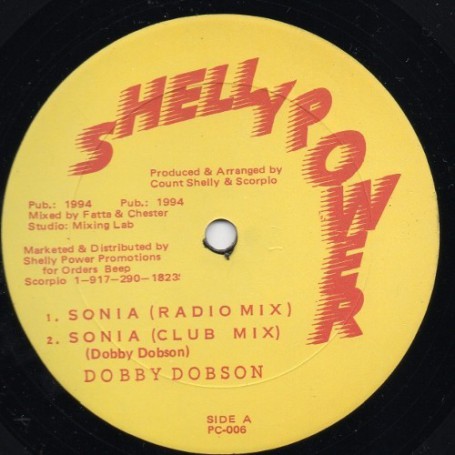 SHELLY POWER
Produced & Arranged by
Count Shelly & Scorpio
Pub.: 1994 Pub.: 1994
Mixed by Fatta & Chester
Studio: Mixing Lab
Marketed & Distributed by
Shelly Power Promotions
for Orders Beep
Scorpio 1-917-290-1823
1. SONIA (RADIO MIX)
2. SONIA (CLUB MIX)
(Dobby Dobson)
DOBBY DOBSON
SIDE A
PC-006